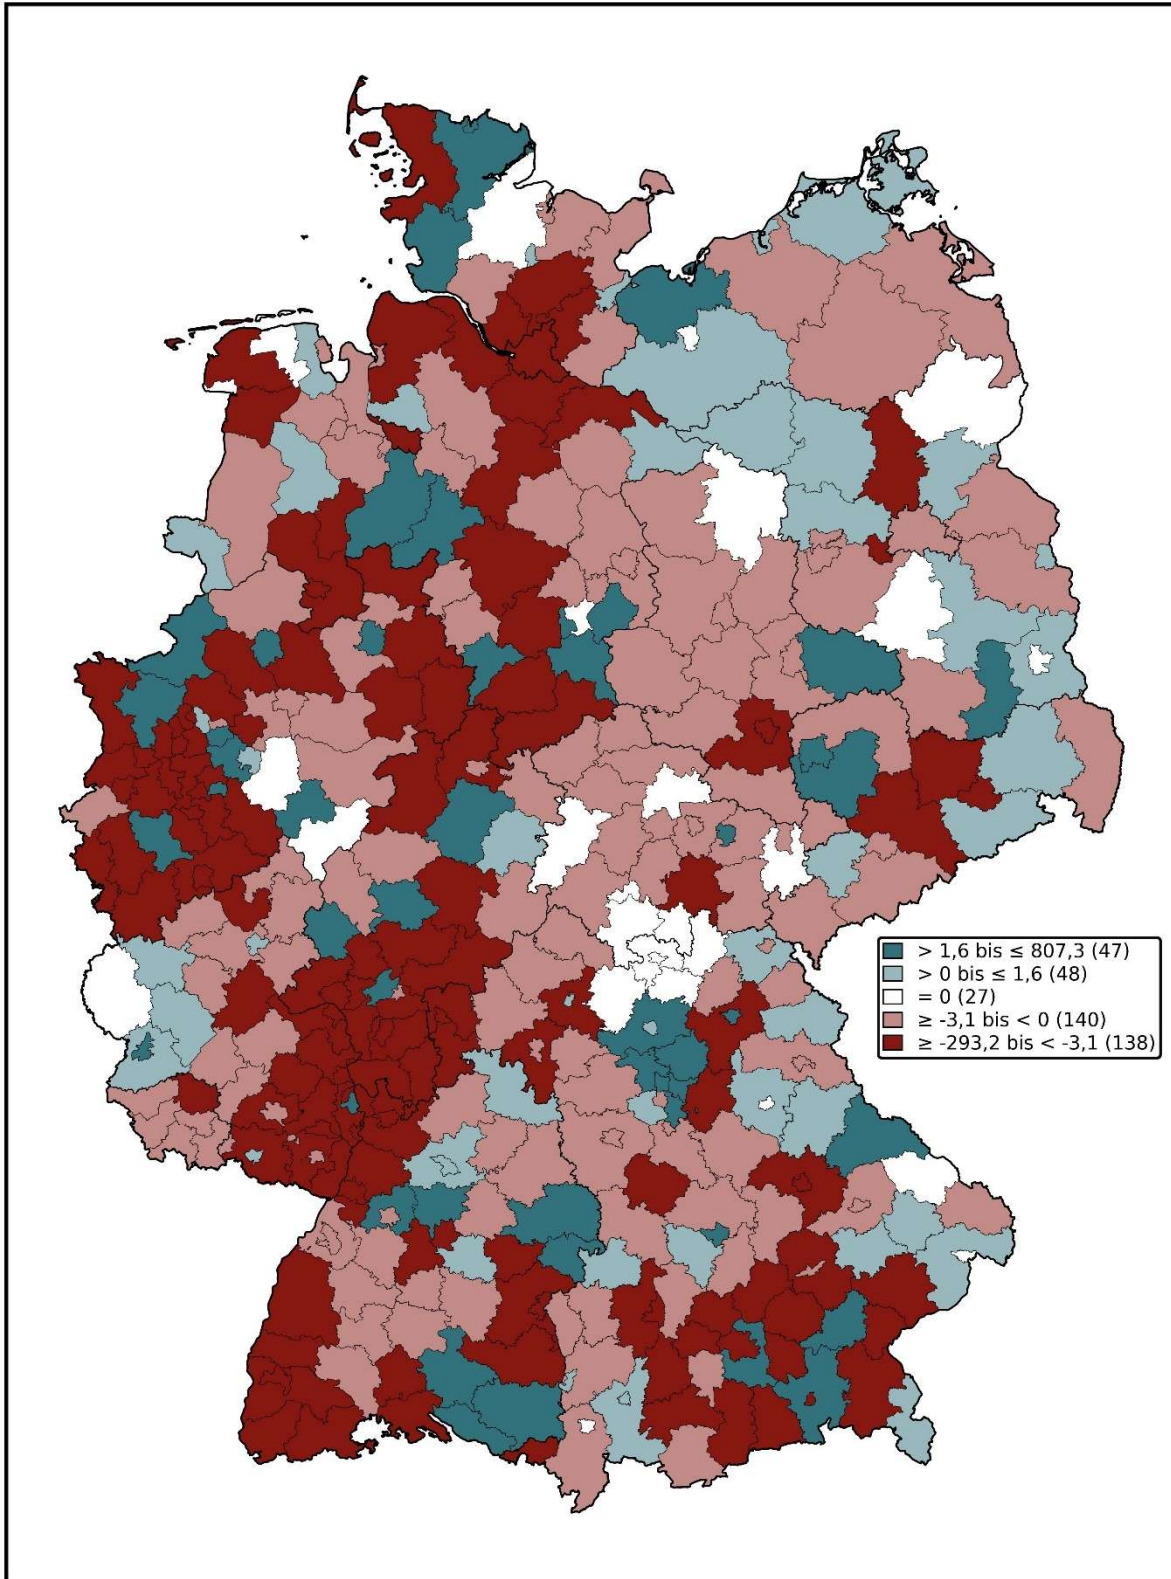 > 1,6 bis ≤ 807,3 (47)
> 0 bis ≤ 1,6 (48)
= 0 (27)
≥ -3,1 bis < 0 (140)
≥ -293,2 bis < -3,1 (138)